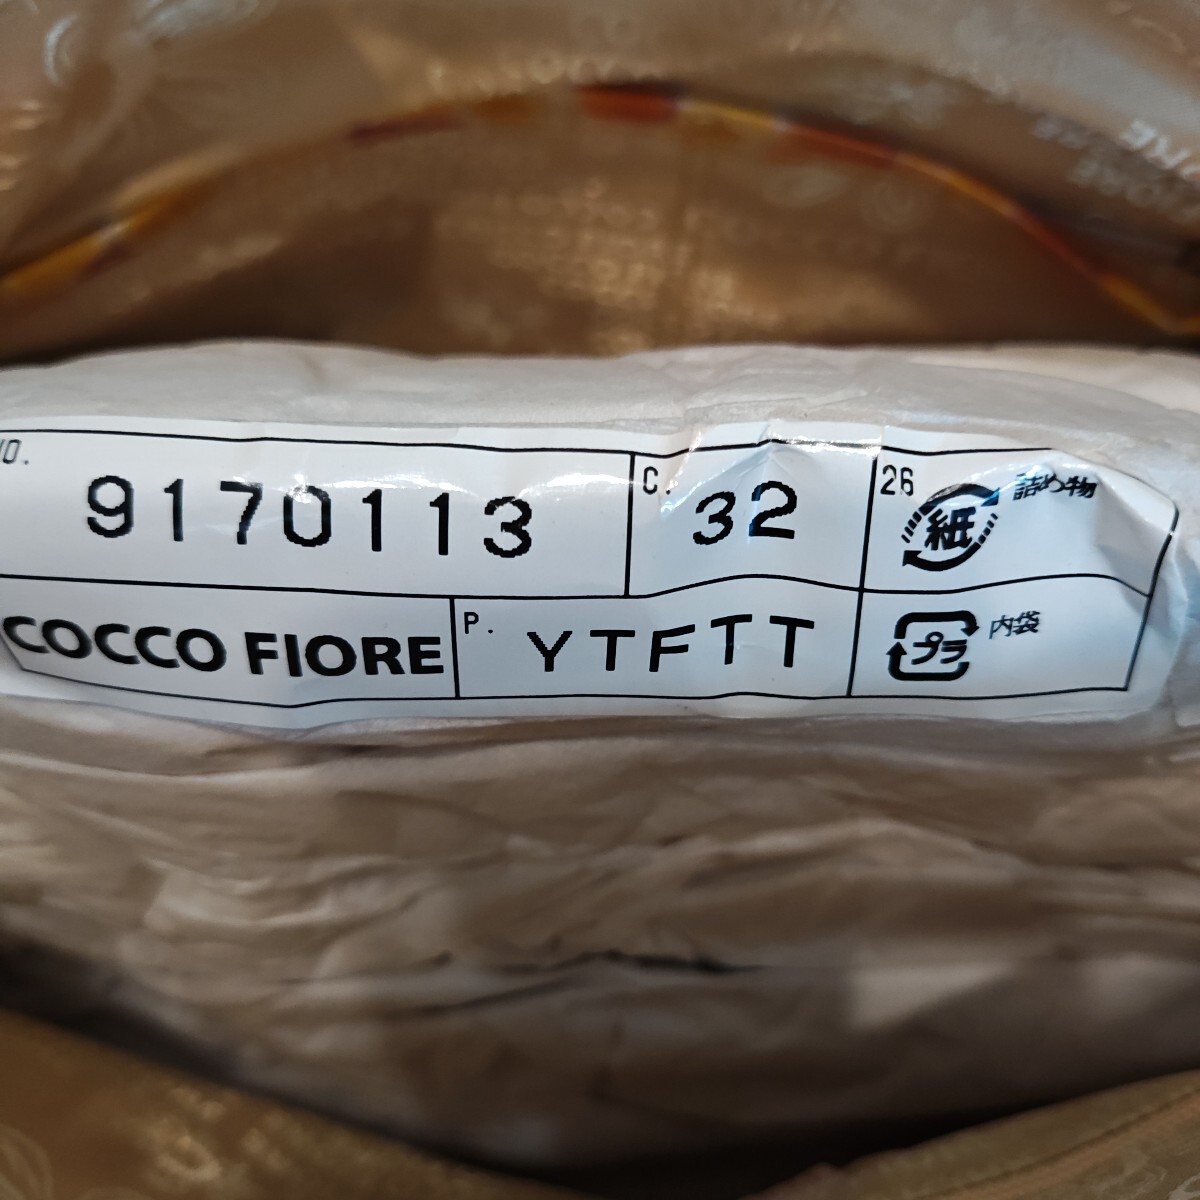 NO. 9170113 C. 32 26 紙 詰め物
COCCO FIORE P. YTFTT プラ 内袋